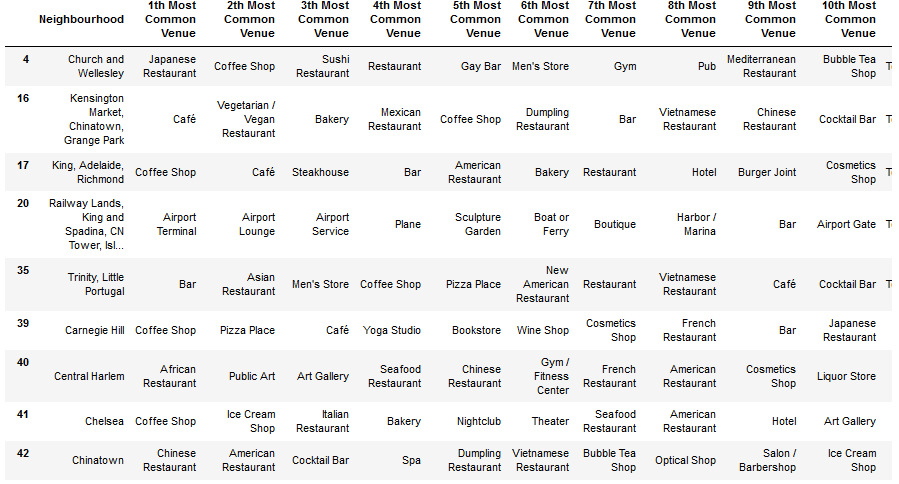 Neighbourhood 1th Most Common Venue 2th Most Common Venue 3th Most Common Venue 4th Most Common Venue 5th Most Common Venue 6th Most Common Venue 7th Most Common Venue 8th Most Common Venue 9th Most Common Venue 10th Most Common Venue
4 Church and Wellesley Japanese Restaurant Coffee Shop Sushi Restaurant Restaurant Gay Bar Men's Store Gym Pub Mediterranean Restaurant Bubble Tea Shop
16 Kensington Market, Chinatown, Grange Park Café Vegetarian / Vegan Restaurant Bakery Mexican Restaurant Coffee Shop Dumpling Restaurant Bar Vietnamese Restaurant Chinese Restaurant Cocktail Bar
17 King, Adelaide, Richmond Coffee Shop Café Steakhouse Bar American Restaurant Bakery Restaurant Hotel Burger Joint Cosmetics Shop
20 Railway Lands, King and Spadina, CN Tower, Isl... Airport Terminal Airport Lounge Airport Service Plane Sculpture Garden Boat or Ferry Boutique Harbor / Marina Bar Airport Gate
35 Trinity, Little Portugal Bar Asian Restaurant Men's Store Coffee Shop Pizza Place New American Restaurant Restaurant Vietnamese Restaurant Café Cocktail Bar
39 Carnegie Hill Coffee Shop Pizza Place Café Yoga Studio Bookstore Wine Shop Cosmetics Shop French Restaurant Bar Japanese Restaurant
40 Central Harlem African Restaurant Public Art Art Gallery Seafood Restaurant Chinese Restaurant Gym / Fitness Center French Restaurant American Restaurant Cosmetics Shop Liquor Store
41 Chelsea Coffee Shop Ice Cream Shop Italian Restaurant Bakery Nightclub Theater Seafood Restaurant American Restaurant Hotel Art Gallery
42 Chinatown Chinese Restaurant American Restaurant Cocktail Bar Spa Dumpling Restaurant Vietnamese Restaurant Bubble Tea Shop Optical Shop Salon / Barbershop Ice Cream Shop